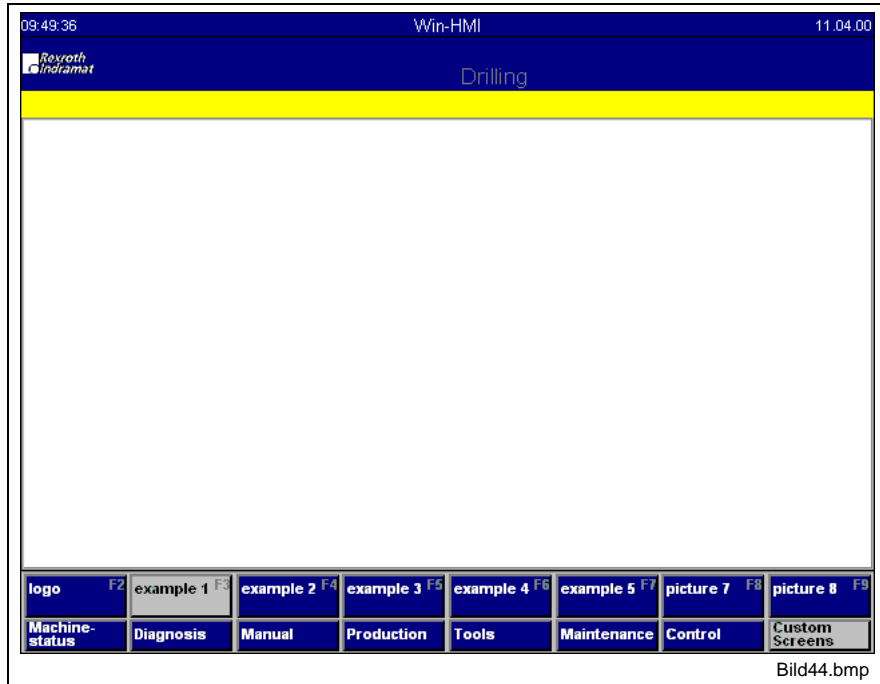 09:49:36 Win-HMI 11.04.00
Rexroth
Indramat
Drilling
logo F2 example 1 F3 example 2 F4 example 3 F5 example 4 F6 example 5 F7 picture 7 F8 picture 8 F9
Machine-
status Diagnosis Manual Production Tools Maintenance Control Custom
Screens
Bild44.bmp